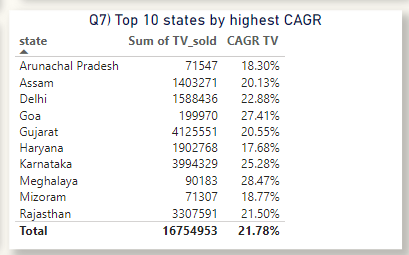 Q7) Top 10 states by highest CAGR
state Sum of TV_sold CAGR TV
Arunachal Pradesh 71547 18.30%
Assam 1403271 20.13%
Delhi 1588436 22.88%
Goa 199970 27.41%
Gujarat 4125551 20.55%
Haryana 1902768 17.68%
Karnataka 3994329 25.28%
Meghalaya 90183 28.47%
Mizoram 71307 18.77%
Rajasthan 3307591 21.50%
Total 16754953 21.78%